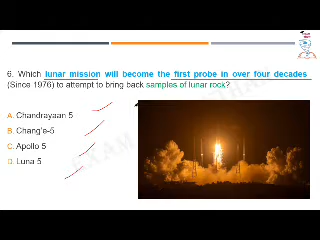 6. Which lunar mission will become the first probe in over four decades
(Since 1976) to attempt to bring back samples of lunar rock?
A. Chandrayaan 5
B. Chang'e-5
C. Apollo 5
D. Luna 5